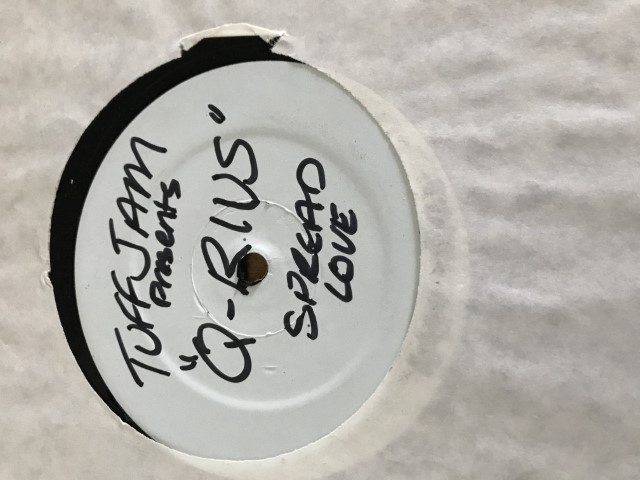 TUFF JAM
Presents
"Q-RIUS"
SPREAD
LOVE